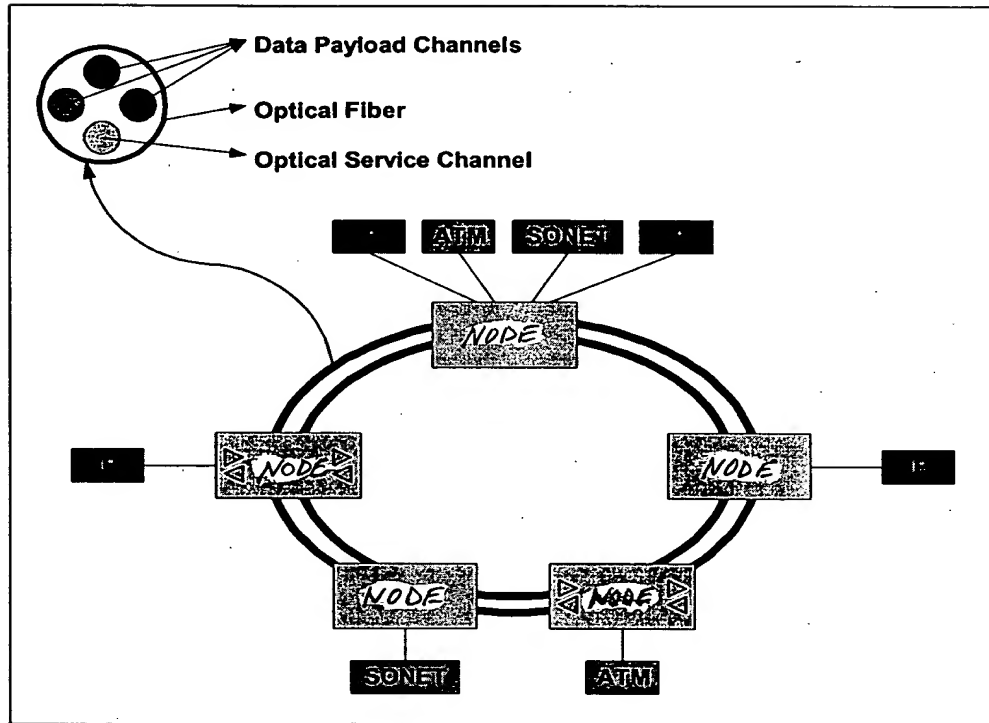 Data Payload Channels
Optical Fiber
Optical Service Channel
ATM SONET
NODE
NODE
NODE
NODE
NODE
SONET
ATM